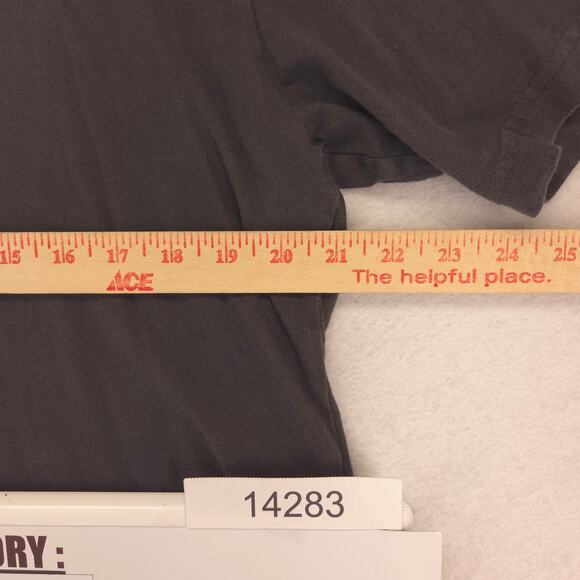 15 16 17 18 19 20 21 22 23 24 25
ACE The helpful place.
14283
ORY: